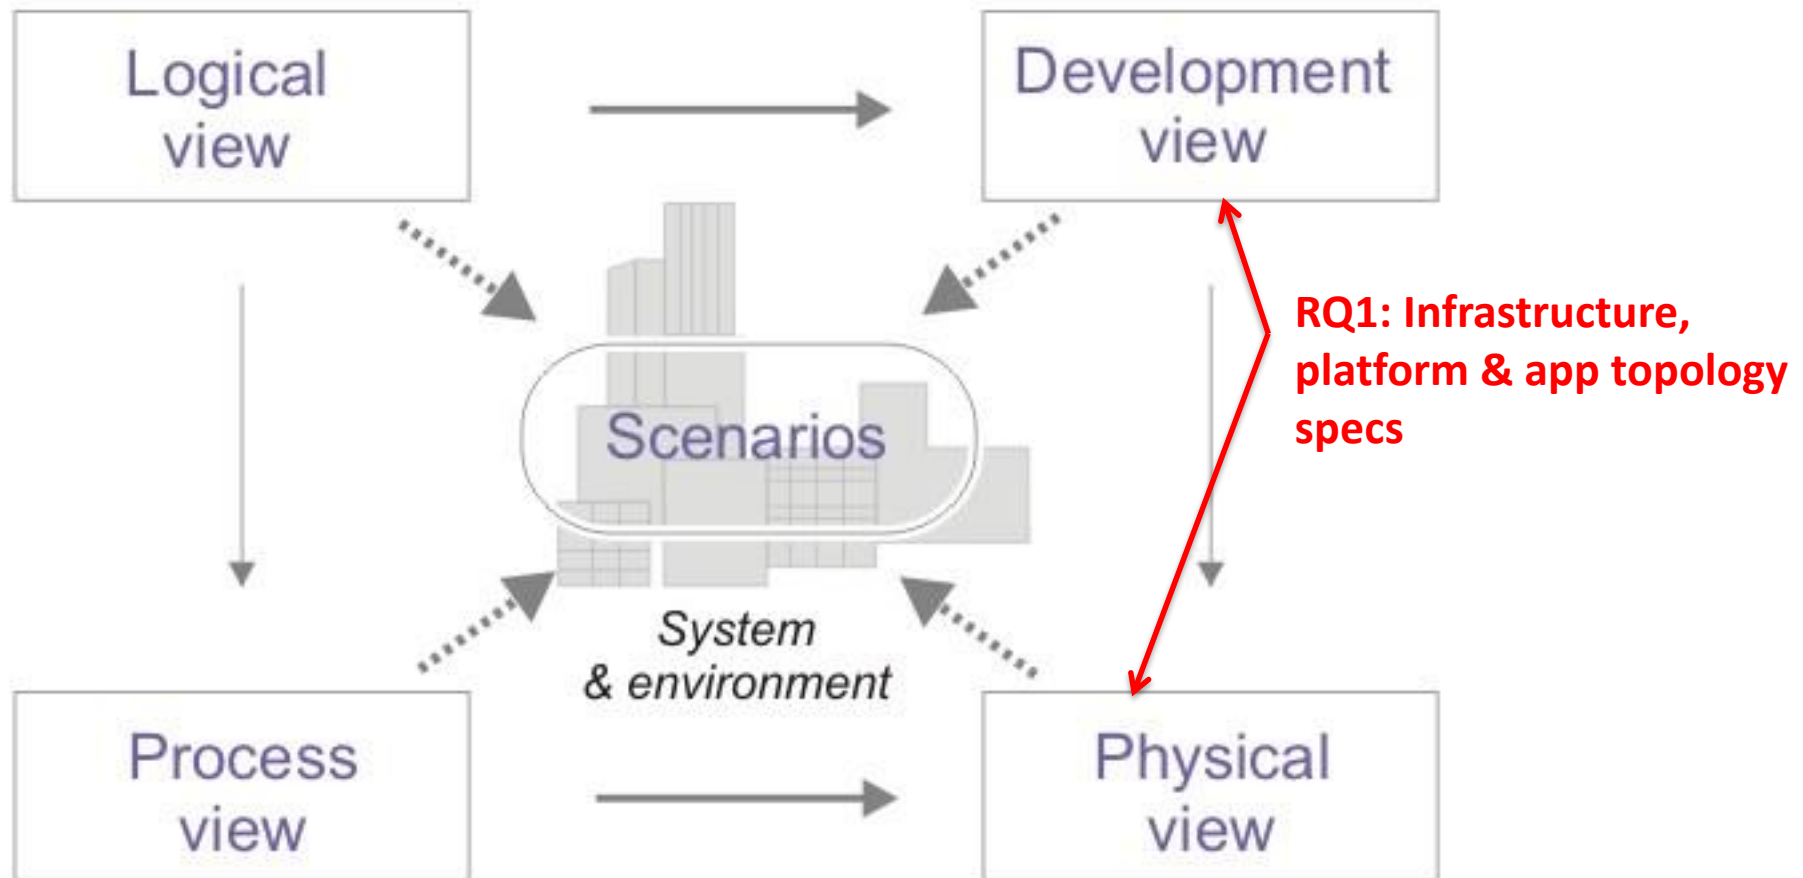 Logical
view
Development
view
RQ1: Infrastructure,
platform & app topology
specs
Scenarios
System
& environment
Process
view
Physical
view